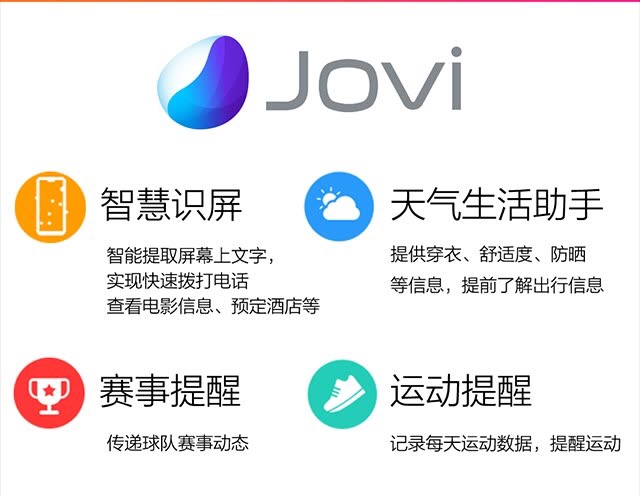 Jovi
智慧识屏
智能提取屏幕上文字，
实现快速拨打电话
查看电影信息、预定酒店等
天气生活助手
提供穿衣、舒适度、防晒
等信息，提前了解出行信息
赛事提醒
传递球队赛事动态
运动提醒
记录每天运动数据，提醒运动